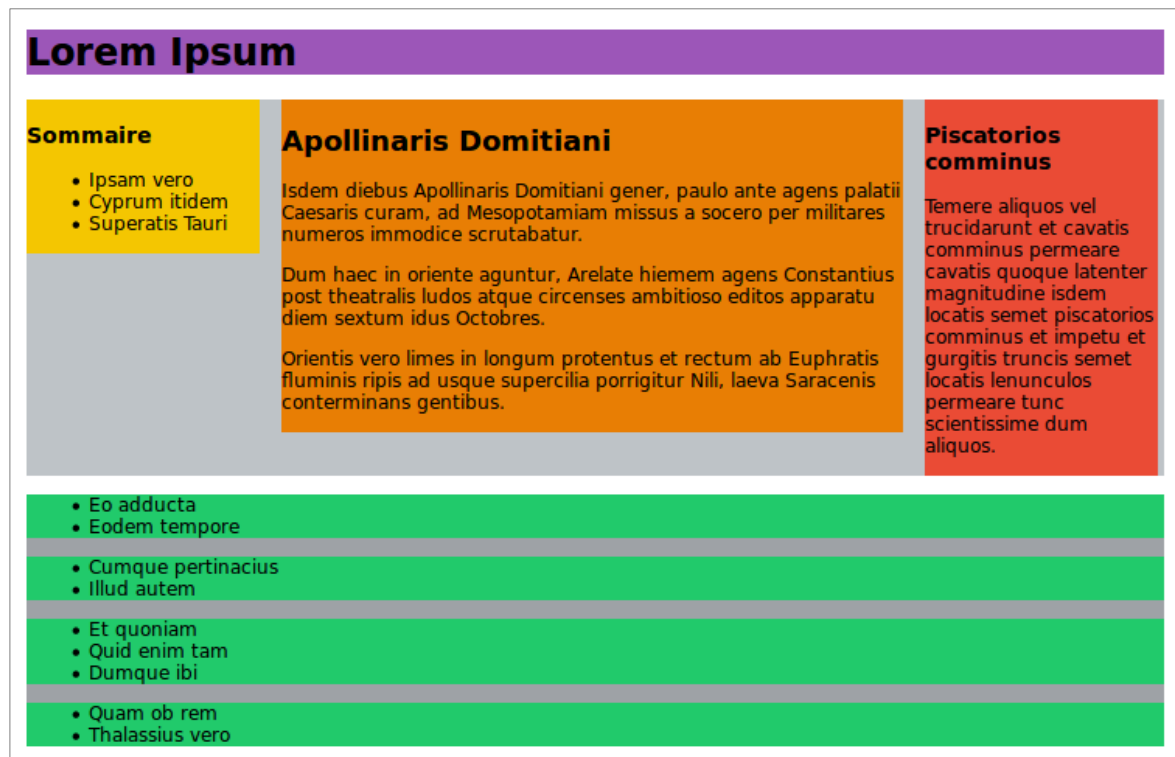 Lorem Ipsum
Sommaire
Ipsam vero
Cyprum itidem
Superatis Tauri
Apollinaris Domitiani
Isdem diebus Apollinaris Domitiani gener, paulo ante agens palatii
Caesaris curam, ad Mesopotamiam missus a socero per militares
numeros immodice scrutabatur.
Dum haec in oriente aguntur, Arelate hiemem agens Constantius
post theatralis ludos atque circenses ambitioso editos apparatu
diem sextum idus Octobres.
Orientis vero limes in longum protentus et rectum ab Euphratis
fluminis ripis ad usque supercilia porrigitur Nili, laeva Saracenis
conterminans gentibus.
Piscatorios
comminus
Temere aliquos vel
trucidarunt et cavatis
comminus permeare
cavatis quoque latenter
magnitudine isdem
locatis semet piscatorios
comminus et impetu et
gurgitis truncis semet
locatis lenunculos
permeare tunc
scientissime dum
aliquos.
Eo adducta
Eodem tempore
Cumque pertinacius
Illud autem
Et quoniam
Quid enim tam
Dumque ibi
Quam ob rem
Thalassius vero